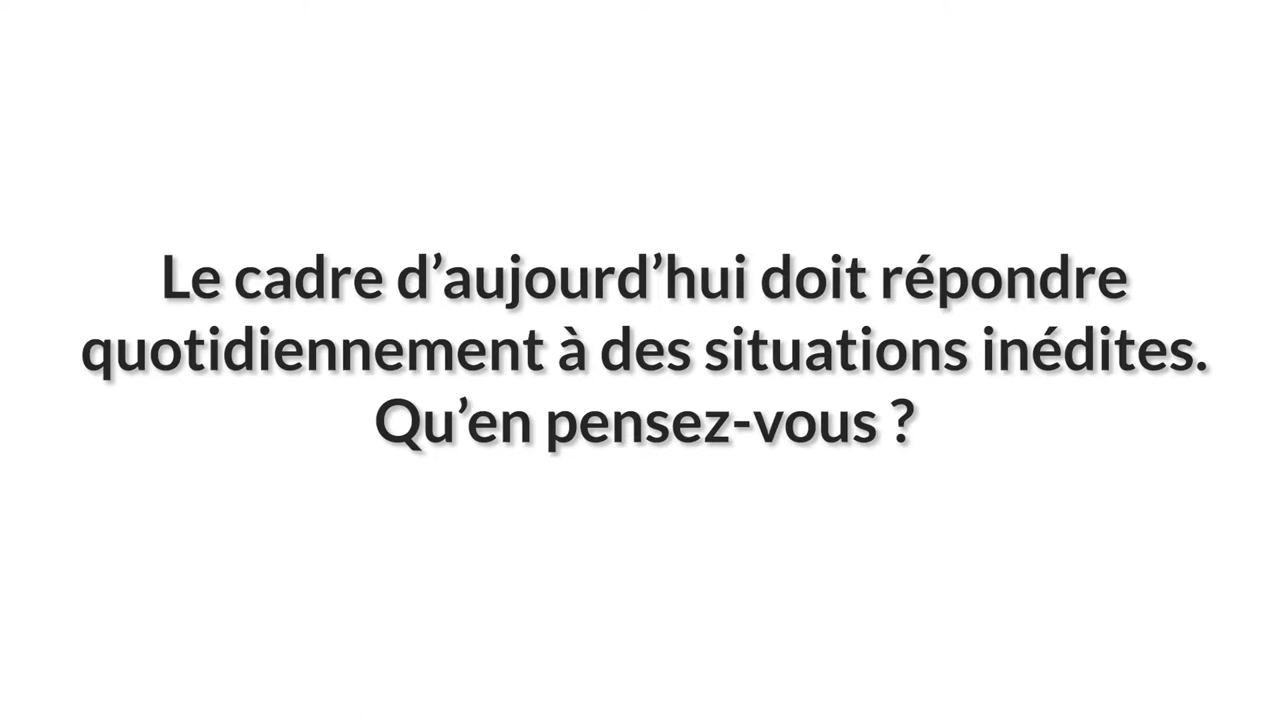 Le cadre d’aujourd’hui doit répondre
quotidiennement à des situations inédites.
Qu’en pensez-vous ?